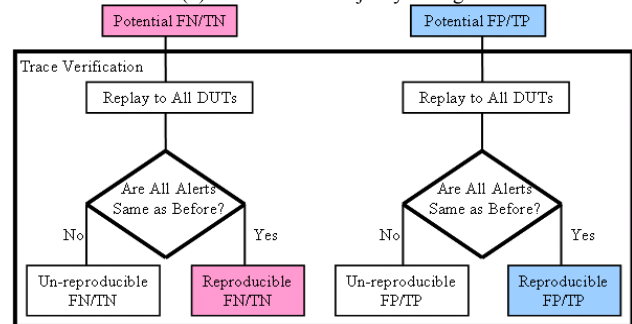 Potential FN/TN
Potential FP/TP
Trace Verification
Replay to All DUTs
Replay to All DUTs
Are All Alerts
Same as Before?
Are All Alerts
Same as Before?
No
Yes
No
Yes
Un-reproducible
FN/TN
Reproducible
FN/TN
Un-reproducible
FP/TP
Reproducible
FP/TP